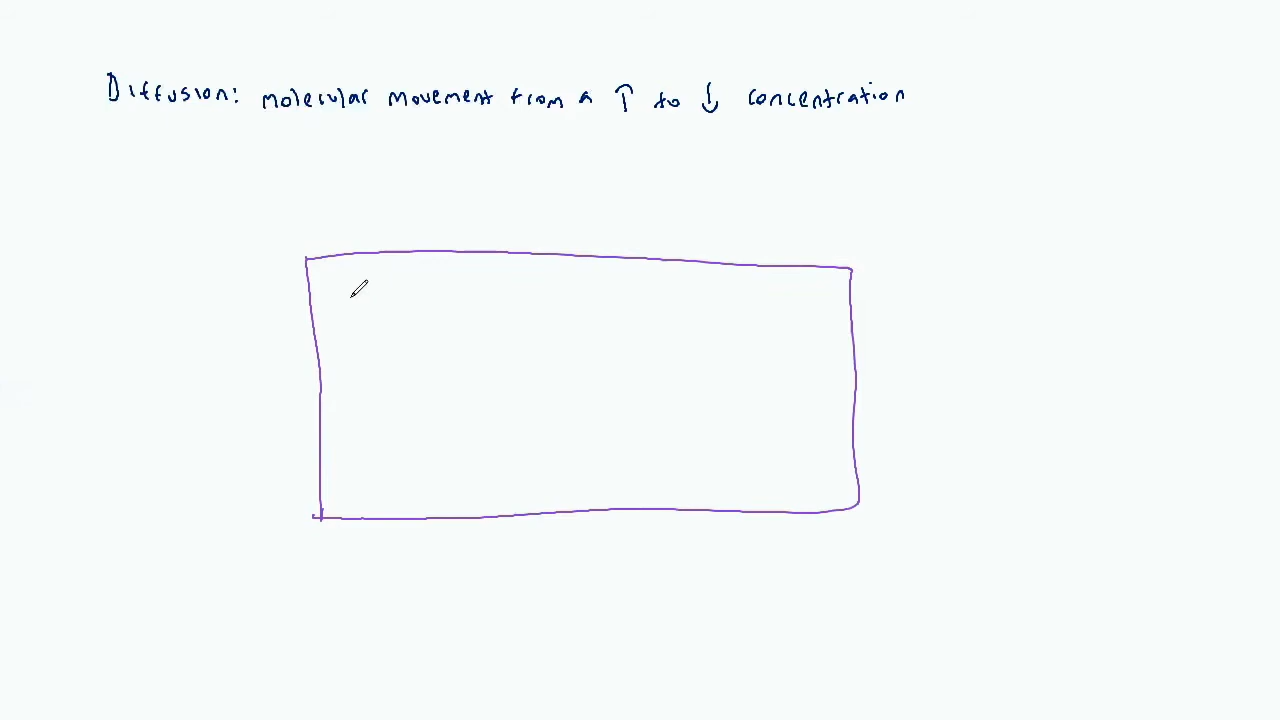 Diffusion: molecular movement from a ↑ to ↓ concentration